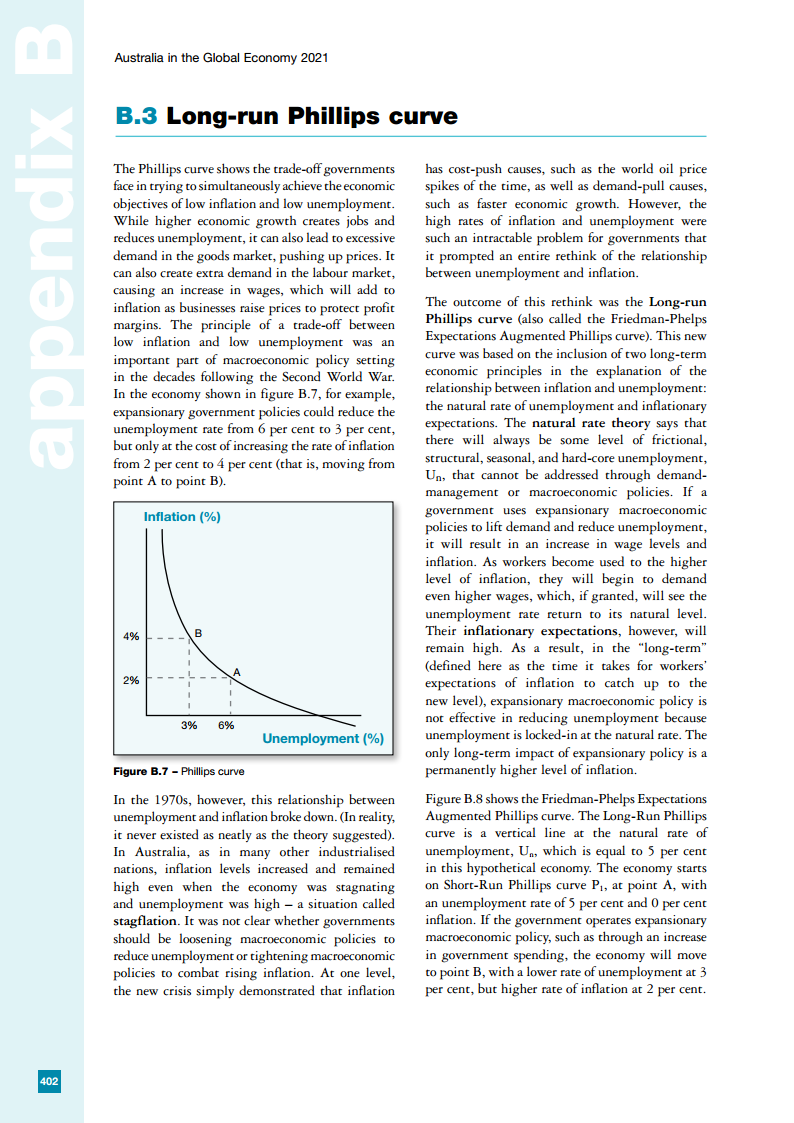 appendix B
Australia in the Global Economy 2021
B.3 Long-run Phillips curve
The Phillips curve shows the trade-off governments
face in trying to simultaneously achieve the economic
objectives of low inflation and low unemployment.
While higher economic growth creates jobs and
reduces unemployment, it can also lead to excessive
demand in the goods market, pushing up prices. It
can also create extra demand in the labour market,
causing an increase in wages, which will add to
inflation as businesses raise prices to protect profit
margins. The principle of a trade-off between
low inflation and low unemployment was an
important part of macroeconomic policy setting
in the decades following the Second World War.
In the economy shown in figure B.7, for example,
expansionary government policies could reduce the
unemployment rate from 6 per cent to 3 per cent,
but only at the cost of increasing the rate of inflation
from 2 per cent to 4 per cent (that is, moving from
point A to point B).
Inflation (%)
4%
B
2%
A
3%
6%
Unemployment (%)
Figure B.7 – Phillips curve
In the 1970s, however, this relationship between
unemployment and inflation broke down. (In reality,
it never existed as neatly as the theory suggested).
In Australia, as in many other industrialised
nations, inflation levels increased and remained
high even when the economy was stagnating
and unemployment was high – a situation called
stagflation. It was not clear whether governments
should be loosening macroeconomic policies to
reduce unemployment or tightening macroeconomic
policies to combat rising inflation. At one level,
the new crisis simply demonstrated that inflation
has cost-push causes, such as the world oil price
spikes of the time, as well as demand-pull causes,
such as faster economic growth. However, the
high rates of inflation and unemployment were
such an intractable problem for governments that
it prompted an entire rethink of the relationship
between unemployment and inflation.
The outcome of this rethink was the Long-run
Phillips curve (also called the Friedman-Phelps
Expectations Augmented Phillips curve). This new
curve was based on the inclusion of two long-term
economic principles in the explanation of the
relationship between inflation and unemployment:
the natural rate of unemployment and inflationary
expectations. The natural rate theory says that
there will always be some level of frictional,
structural, seasonal, and hard-core unemployment,
Un, that cannot be addressed through demand-
management or macroeconomic policies. If a
government uses expansionary macroeconomic
policies to lift demand and reduce unemployment,
it will result in an increase in wage levels and
inflation. As workers become used to the higher
level of inflation, they will begin to demand
even higher wages, which, if granted, will see the
unemployment rate return to its natural level.
Their inflationary expectations, however, will
remain high. As a result, in the “long-term”
(defined here as the time it takes for workers’
expectations of inflation to catch up to the
new level), expansionary macroeconomic policy is
not effective in reducing unemployment because
unemployment is locked-in at the natural rate. The
only long-term impact of expansionary policy is a
permanently higher level of inflation.
Figure B.8 shows the Friedman-Phelps Expectations
Augmented Phillips curve. The Long-Run Phillips
curve is a vertical line at the natural rate of
unemployment, Un, which is equal to 5 per cent
in this hypothetical economy. The economy starts
on Short-Run Phillips curve P1, at point A, with
an unemployment rate of 5 per cent and 0 per cent
inflation. If the government operates expansionary
macroeconomic policy, such as through an increase
in government spending, the economy will move
to point B, with a lower rate of unemployment at 3
per cent, but higher rate of inflation at 2 per cent.
402